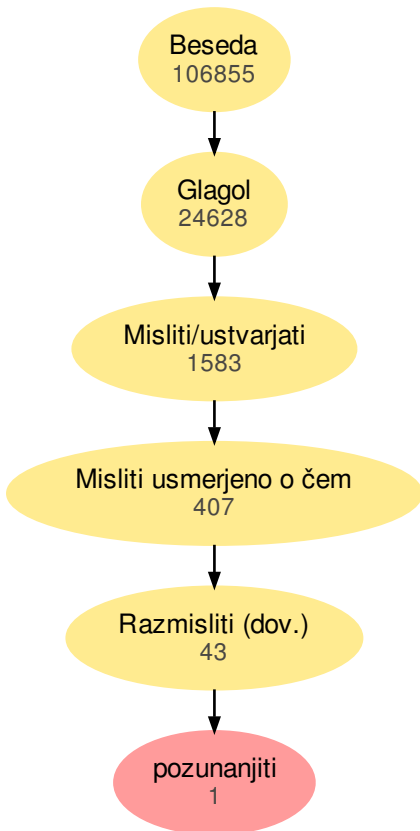 Beseda
106855
Glagol
24628
Misliti/ustvarjati
1583
Misliti usmerjeno o čem
407
Razmisliti (dov.)
43
pozunanjiti
1